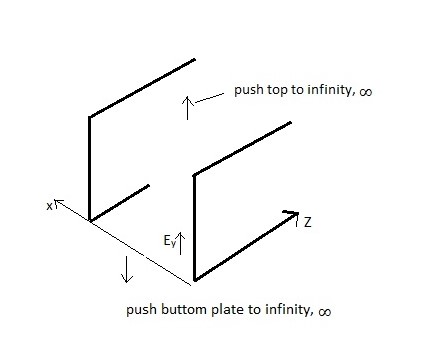 push top to infinity, ∞
x
Ey
Z
push buttom plate to infinity, ∞